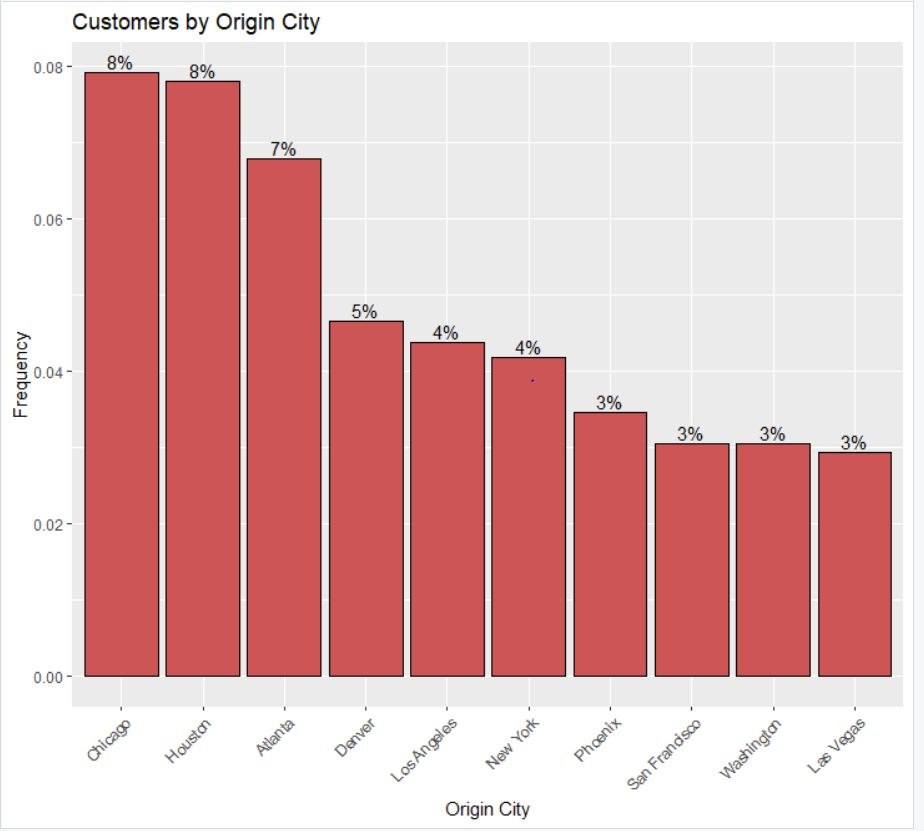 Customers by Origin City
8%
8%
7%
5%
4%
4%
3%
3%
3%
3%
0.08
0.06
0.04
0.02
0.00
Frequency
Chicago
Houston
Atlanta
Denver
Los Angeles
New York
Phoenix
San Francisco
Washington
Las Vegas
Origin City